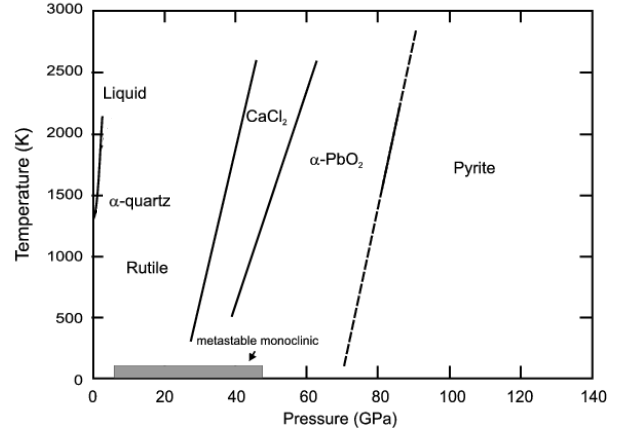 3000
2500
2000
1500
1000
500
0
Temperature (K)
Liquid
CaCl₂
α-PbO₂
Pyrite
α-quartz
Rutile
metastable monoclinic
0 20 40 60 80 100 120 140
Pressure (GPa)